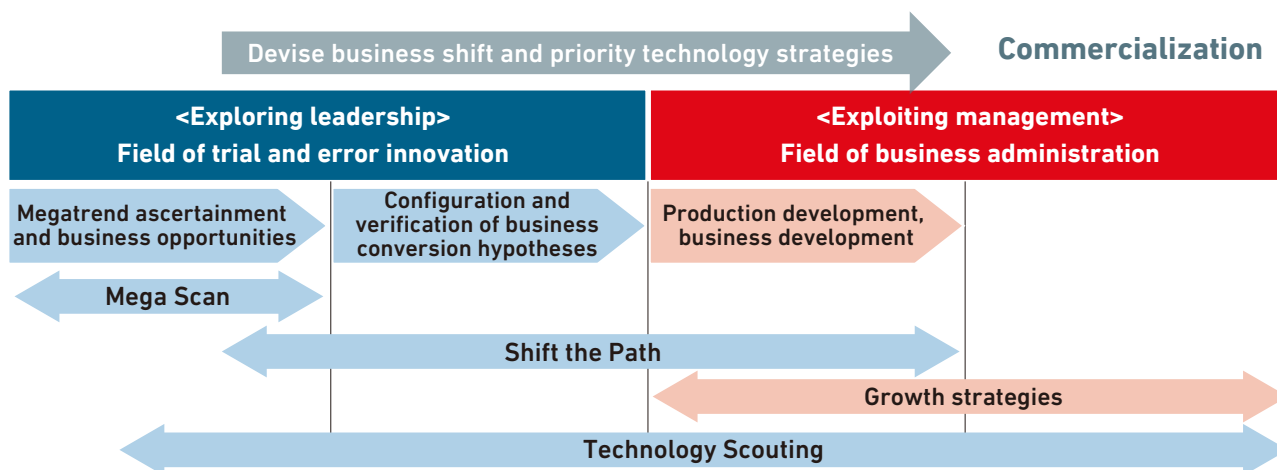 Devise business shift and priority technology strategies
Commercialization
<Exploring leadership>
Field of trial and error innovation
<Exploiting management>
Field of business administration
Megatrend ascertainment
and business opportunities
Configuration and
verification of business
conversion hypotheses
Production development,
business development
Mega Scan
Shift the Path
Growth strategies
Technology Scouting